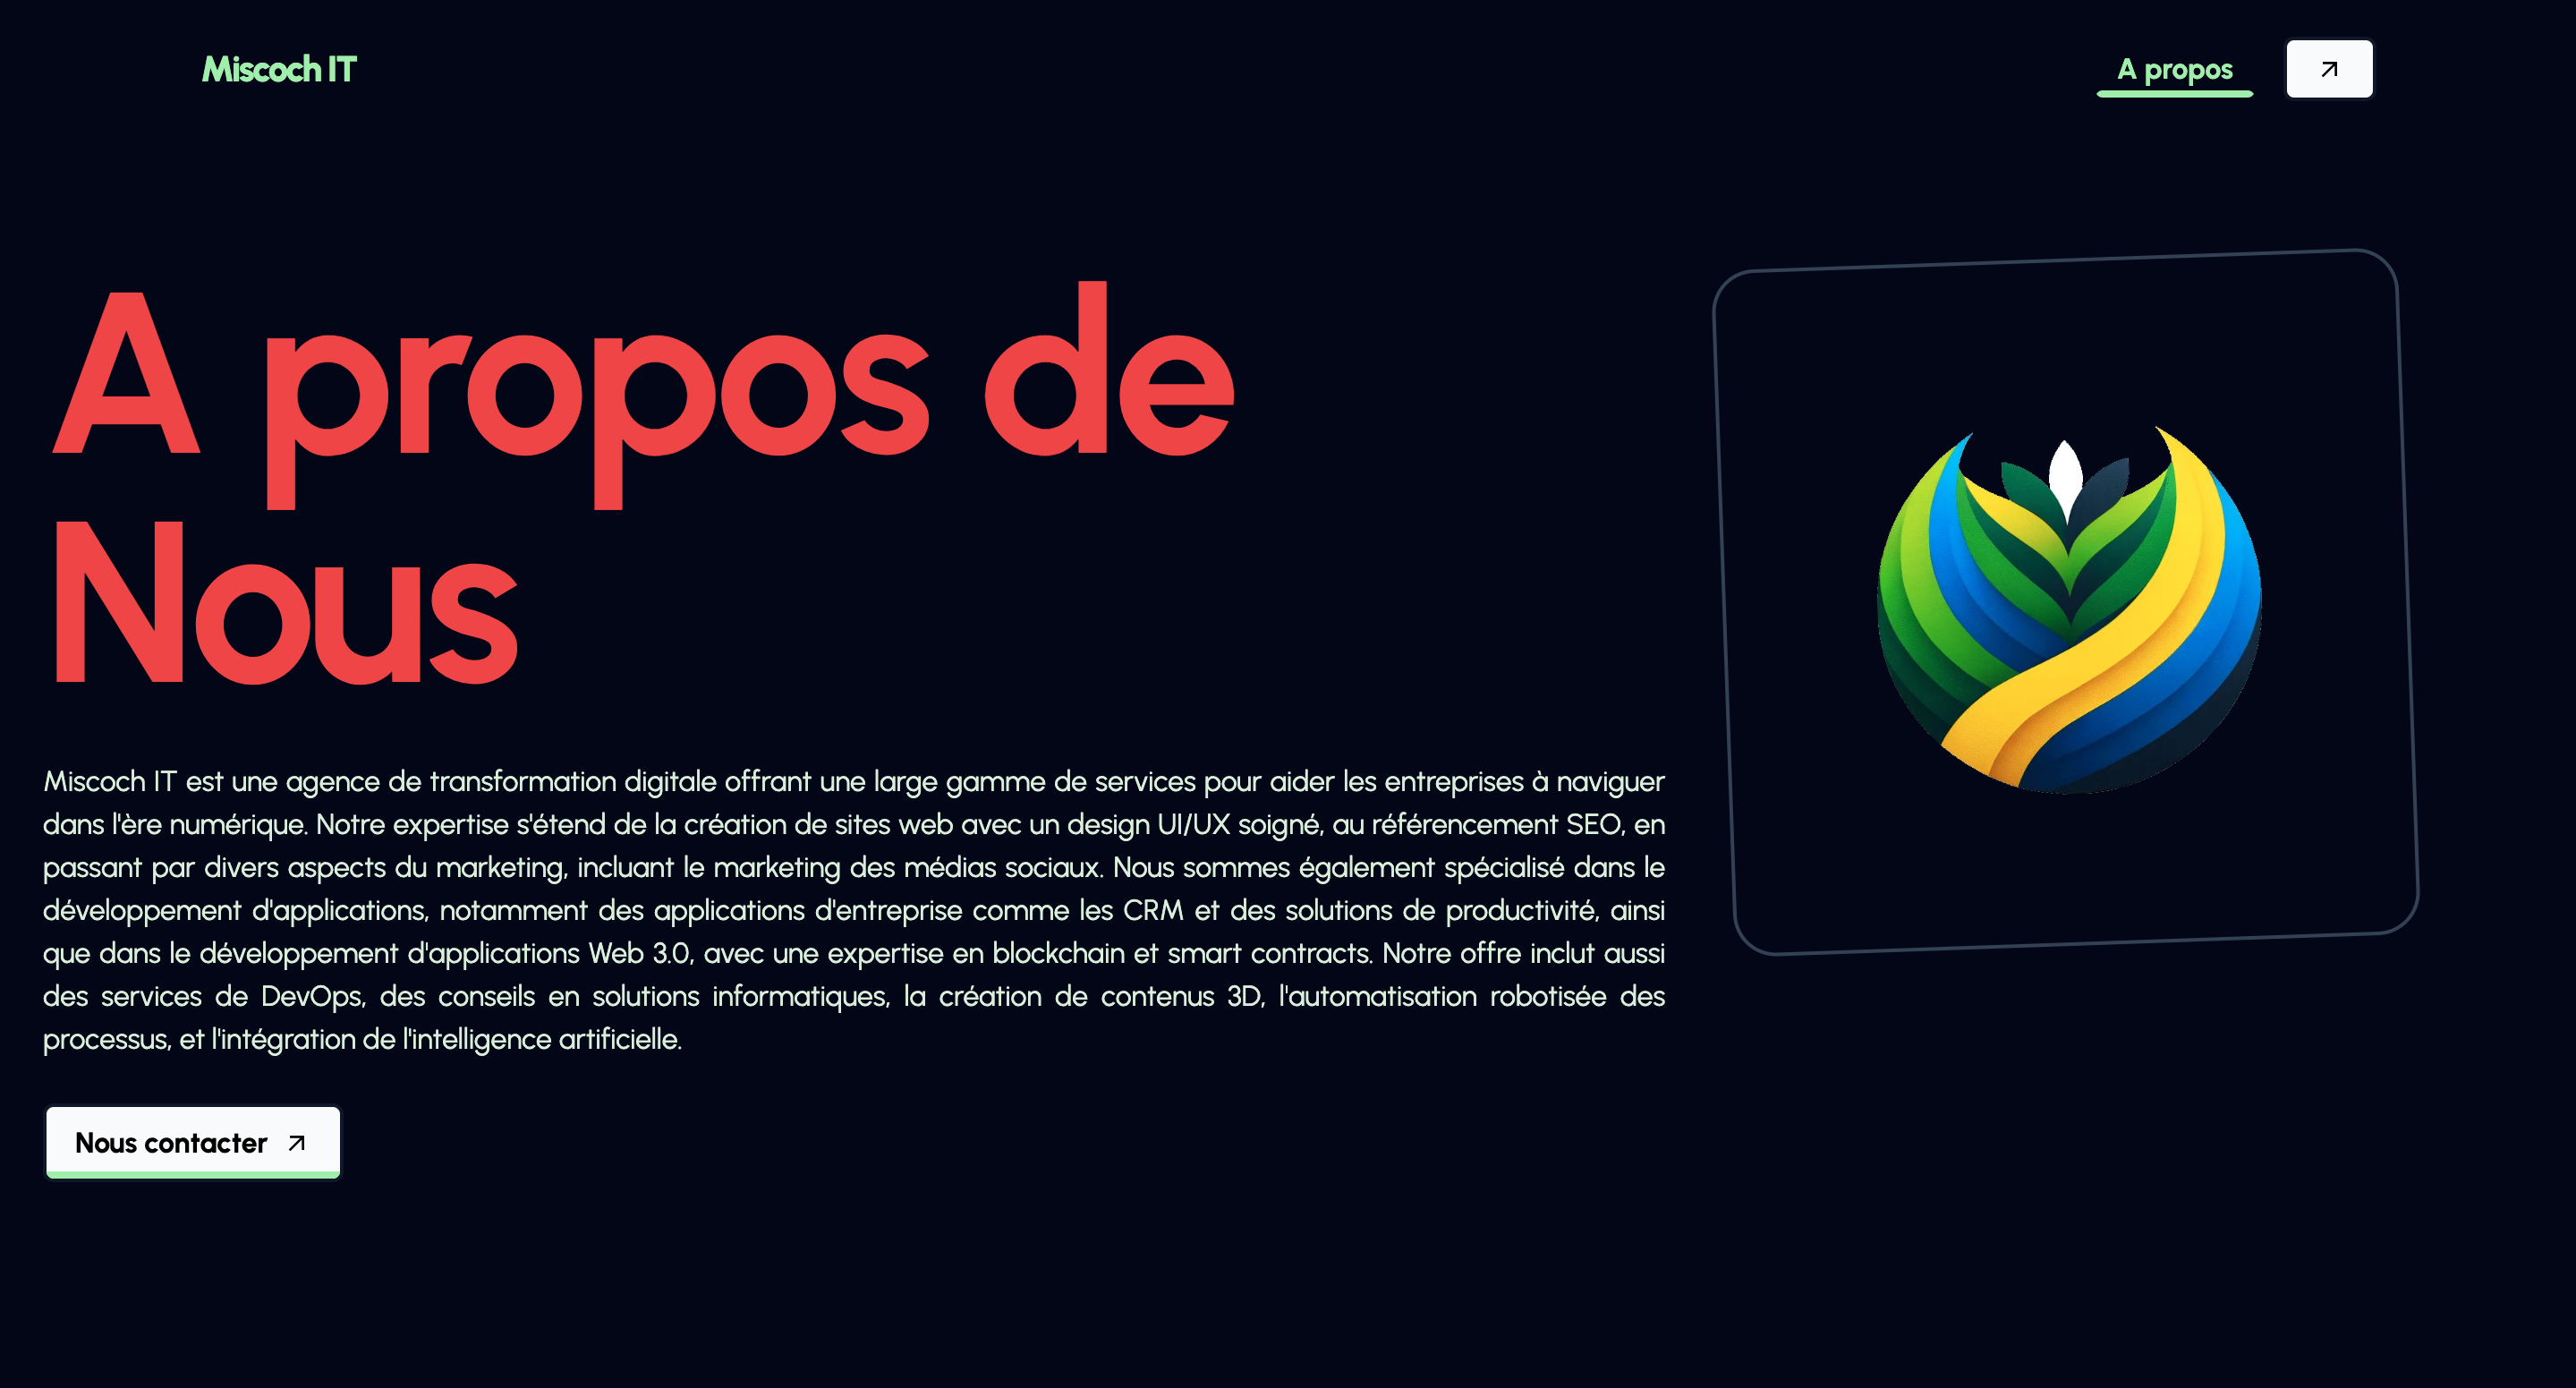 Miscoch IT
A propos
A propos de
Nous
Miscoch IT est une agence de transformation digitale offrant une large gamme de services pour aider les entreprises à naviguer
dans l'ère numérique. Notre expertise s'étend de la création de sites web avec un design UI/UX soigné, au référencement SEO, en
passant par divers aspects du marketing, incluant le marketing des médias sociaux. Nous sommes également spécialisé dans le
développement d'applications, notamment des applications d'entreprise comme les CRM et des solutions de productivité, ainsi
que dans le développement d'applications Web 3.0, avec une expertise en blockchain et smart contracts. Notre offre inclut aussi
des services de DevOps, des conseils en solutions informatiques, la création de contenus 3D, l'automatisation robotisée des
processus, et l'intégration de l'intelligence artificielle.
Nous contacter